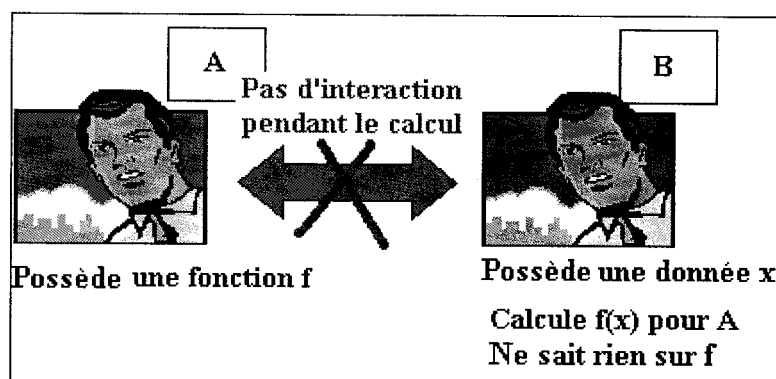 A
B
Pas d'interaction
pendant le calcul
Possède une fonction f
Possède une donnée x
Calcule f(x) pour A
Ne sait rien sur f